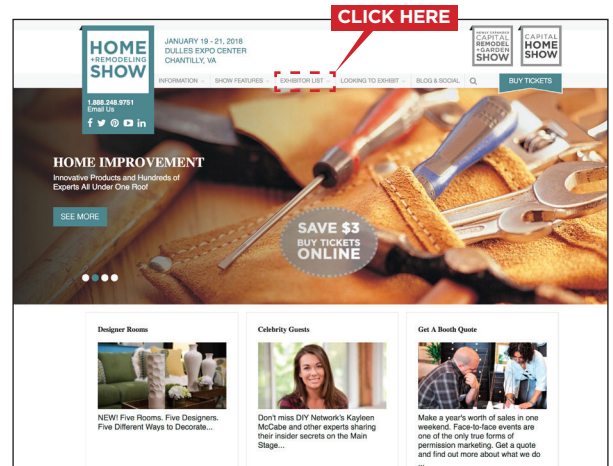 CLICK HERE
HOME
+REMODELING
SHOW
JANUARY 19 - 21, 2018
DULLES EXPO CENTER
CHANTILLY, VA
NEWLY EXPANDED
CAPITAL
REMODEL
+GARDEN
SHOW
CAPITAL
HOME
SHOW
INFORMATION
SHOW FEATURES
EXHIBITOR LIST
LOOKING TO EXHIBIT
BLOG & SOCIAL
BUY TICKETS
1.888.248.9751
Email Us
HOME IMPROVEMENT
Innovative Products and Hundreds of
Experts All Under One Roof
SEE MORE
SAVE $3
BUY TICKETS
ONLINE
Designer Rooms
NEW! Five Rooms. Five Designers.
Five Different Ways to Decorate...
Celebrity Guests
Don't miss DIY Network's Kayleen
McCabe and other experts sharing
their insider secrets on the Main
Stage...
Get A Booth Quote
Make a year's worth of sales in one
weekend. Face-to-face events are
one of the only true forms of
permission marketing. Get a quote
and find out more about what we do
...